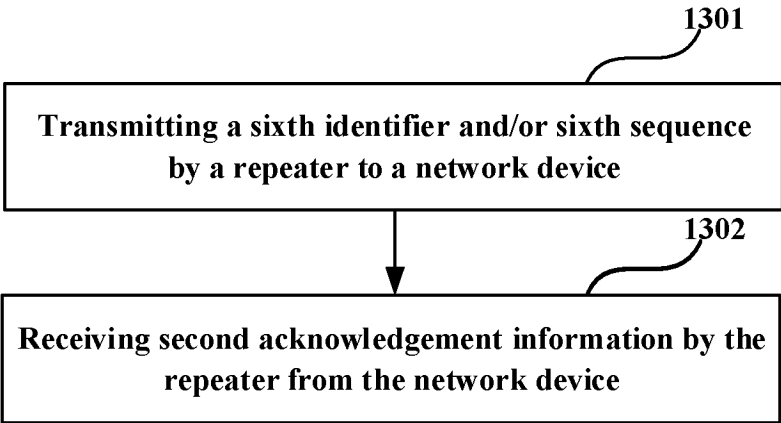 1301
Transmitting a sixth identifier and/or sixth sequence
by a repeater to a network device
1302
Receiving second acknowledgement information by the
repeater from the network device